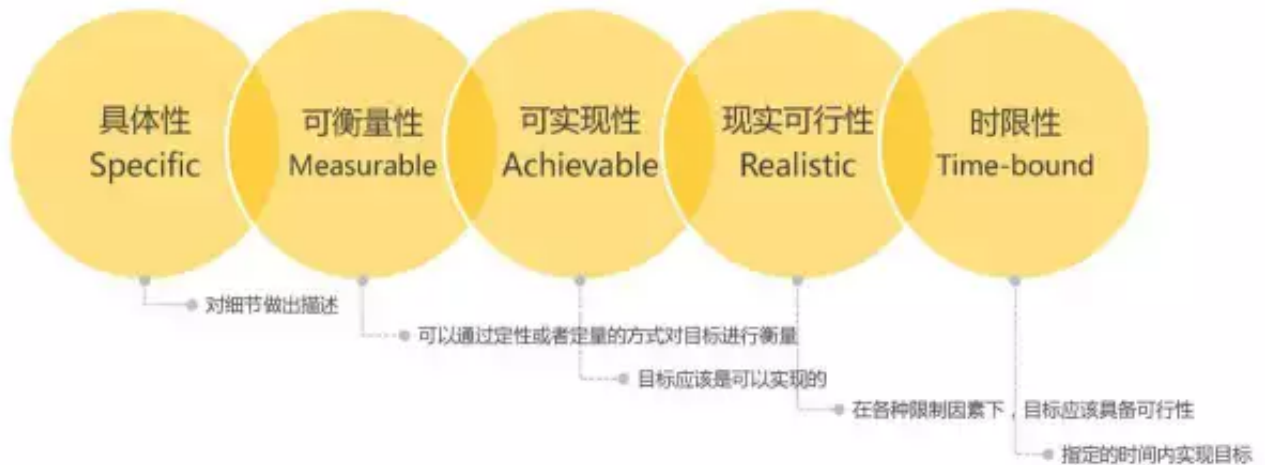 具体性
Specific
可衡量性
Measurable
可实现性
Achievable
现实可行性
Realistic
时限性
Time-bound
对细节做出描述
可以通过定性或者定量的方式对目标进行衡量
目标应该是可以实现的
在各种限制因素下，目标应该具备可行性
指定的时间内实现目标